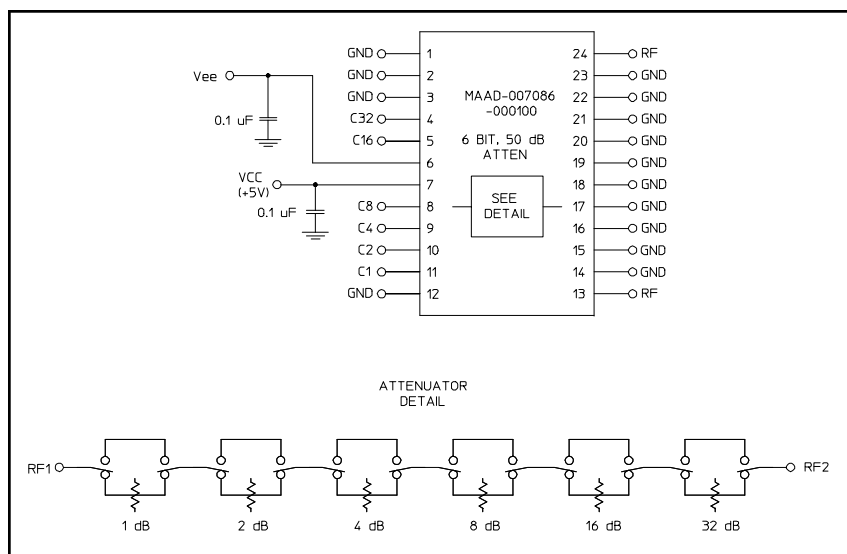 GND 1 24 RF
Vee GND 2 23 GND
GND 3 MAAD-007086 22 GND
-000100
0.1 uF C32 4 21 GND
C16 5 6 BIT, 50 dB 20 GND
ATTEN
6 19 GND
VCC 7 18 GND
(+5V) SEE
C8 8 DETAIL 17 GND
0.1 uF
C4 9 16 GND
C2 10 15 GND
C1 11 14 GND
GND 12 13 RF
ATTENUATOR
DETAIL
RF1 RF2
1 dB 2 dB 4 dB 8 dB 16 dB 32 dB